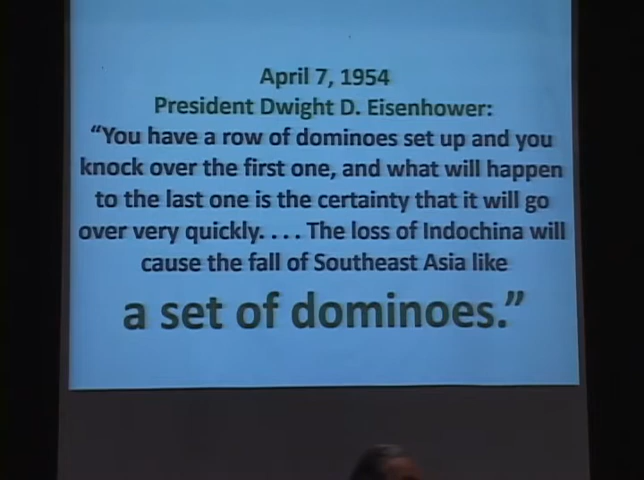 April 7, 1954
President Dwight D. Eisenhower:
“You have a row of dominoes set up and you
knock over the first one, and what will happen
to the last one is the certainty that it will go
over very quickly. . . . The loss of Indochina will
cause the fall of Southeast Asia like
a set of dominoes.”